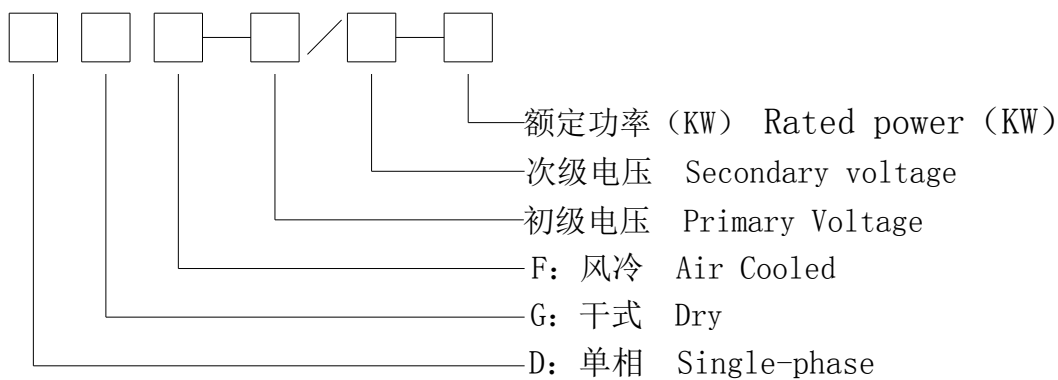 额定功率（KW） Rated power（KW）
次级电压 Secondary voltage
初级电压 Primary Voltage
F：风冷 Air Cooled
G：干式 Dry
D：单相 Single-phase